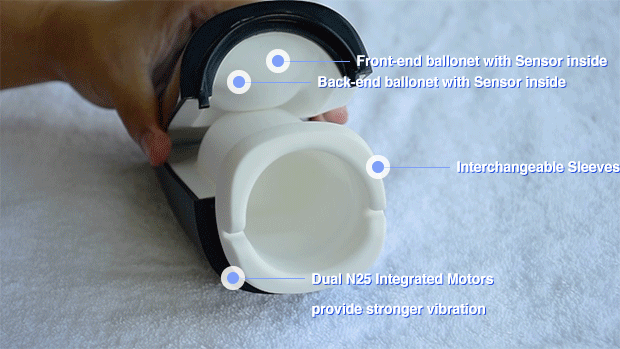 Front-end ballonet with Sensor inside
Back-end ballonet with Sensor inside
Interchangeable Sleeves
Dual N25 Integrated Motors
provide stronger vibration